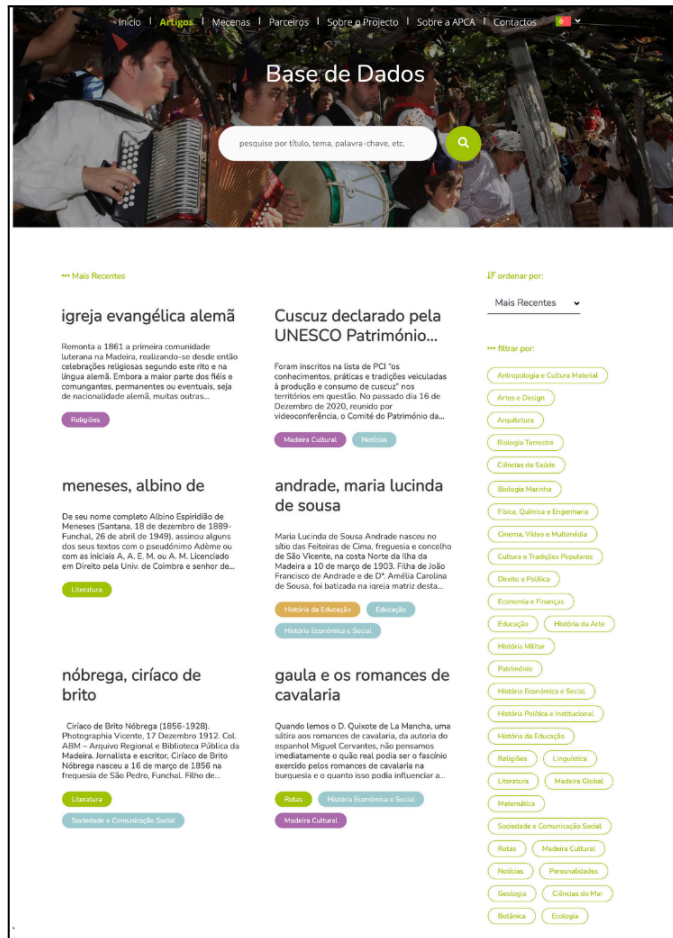 Início | Artigos | Mecenas | Parceiros | Sobre o Projecto | Sobre a APCA | Contactos
Base de Dados
pesquise por título, tema, palavra-chave, etc.
••• Mais Recentes
igreja evangélica alemã
Remonta a 1861 a primeira comunidade
luterana na Madeira, realizando-se desde então
celebrações religiosas segundo este rito e na
língua alemã. Embora a maior parte dos fiéis e
comungantes, permanentes ou eventuais, seja
de nacionalidade alemã, muitas outras...
Religiões
Cuscuz declarado pela
UNESCO Património...
Foram inscritos na lista de PCI “os
conhecimentos, práticas e tradições veiculadas
à produção e consumo de cuscuz” nos
territórios em questão. No passado dia 16 de
Dezembro de 2020, reunido por
videoconferência, o Comité do Património da...
Madeira Cultural
Notícias
meneses, albino de
De seu nome completo Albino Espiridião de
Meneses (Santana, 18 de dezembro de 1889-
Funchal, 26 de abril de 1949), assinou alguns
dos seus textos com o pseudónimo Adème ou
com as iniciais A, A. E. M. ou A. M. Licenciado
em Direito pela Univ. de Coimbra e senhor de...
Literatura
andrade, maria lucinda
de sousa
Maria Lucinda de Sousa Andrade nasceu no
sítio das Feiteiras de Cima, freguesia e concelho
de São Vicente, na costa Norte da ilha da
Madeira a 10 de março de 1903. Filha de João
Francisco de Andrade e de Dª. Amélia Carolina
de Sousa, foi batizada na igreja matriz desta...
História da Educação
Educação
História Económica e Social
nóbrega, ciríaco de
brito
Ciríaco de Brito Nóbrega (1856-1928).
Photographia Vicente, 17 Dezembro 1912. Col.
ABM – Arquivo Regional e Biblioteca Pública da
Madeira. Jornalista e escritor, Ciríaco de Brito
Nóbrega nasceu a 16 de março de 1856 na
freguesia de São Pedro, Funchal. Filho de...
Literatura
Sociedade e Comunicação Social
gaula e os romances de
cavalaria
Quando lemos o D. Quixote de La Mancha, uma
sátira aos romances de cavalaria, da autoria do
espanhol Miguel Cervantes, não pensamos
imediatamente o quão real podia ser o fascínio
exercido pelos romances de cavalaria na
burguesia e o quanto isso podia influenciar a...
Rotas
História Económica e Social
Madeira Cultural
ordenar por:
Mais Recentes
••• filtrar por:
Antropologia e Cultura Material
Artes e Design
Arquitetura
Biologia Terrestre
Ciências da Saúde
Biologia Marinha
Física, Química e Engenharia
Cinema, Vídeo e Multimédia
Cultura e Tradições Populares
Direito e Política
Economia e Finanças
Educação História da Arte
História Militar
Património
História Económica e Social
História Política e Institucional
História da Educação
Religiões Linguística
Literatura Madeira Global
Matemática
Sociedade e Comunicação Social
Rotas Madeira Cultural
Notícias Personalidades
Geologia Ciências do Mar
Botânica Ecologia